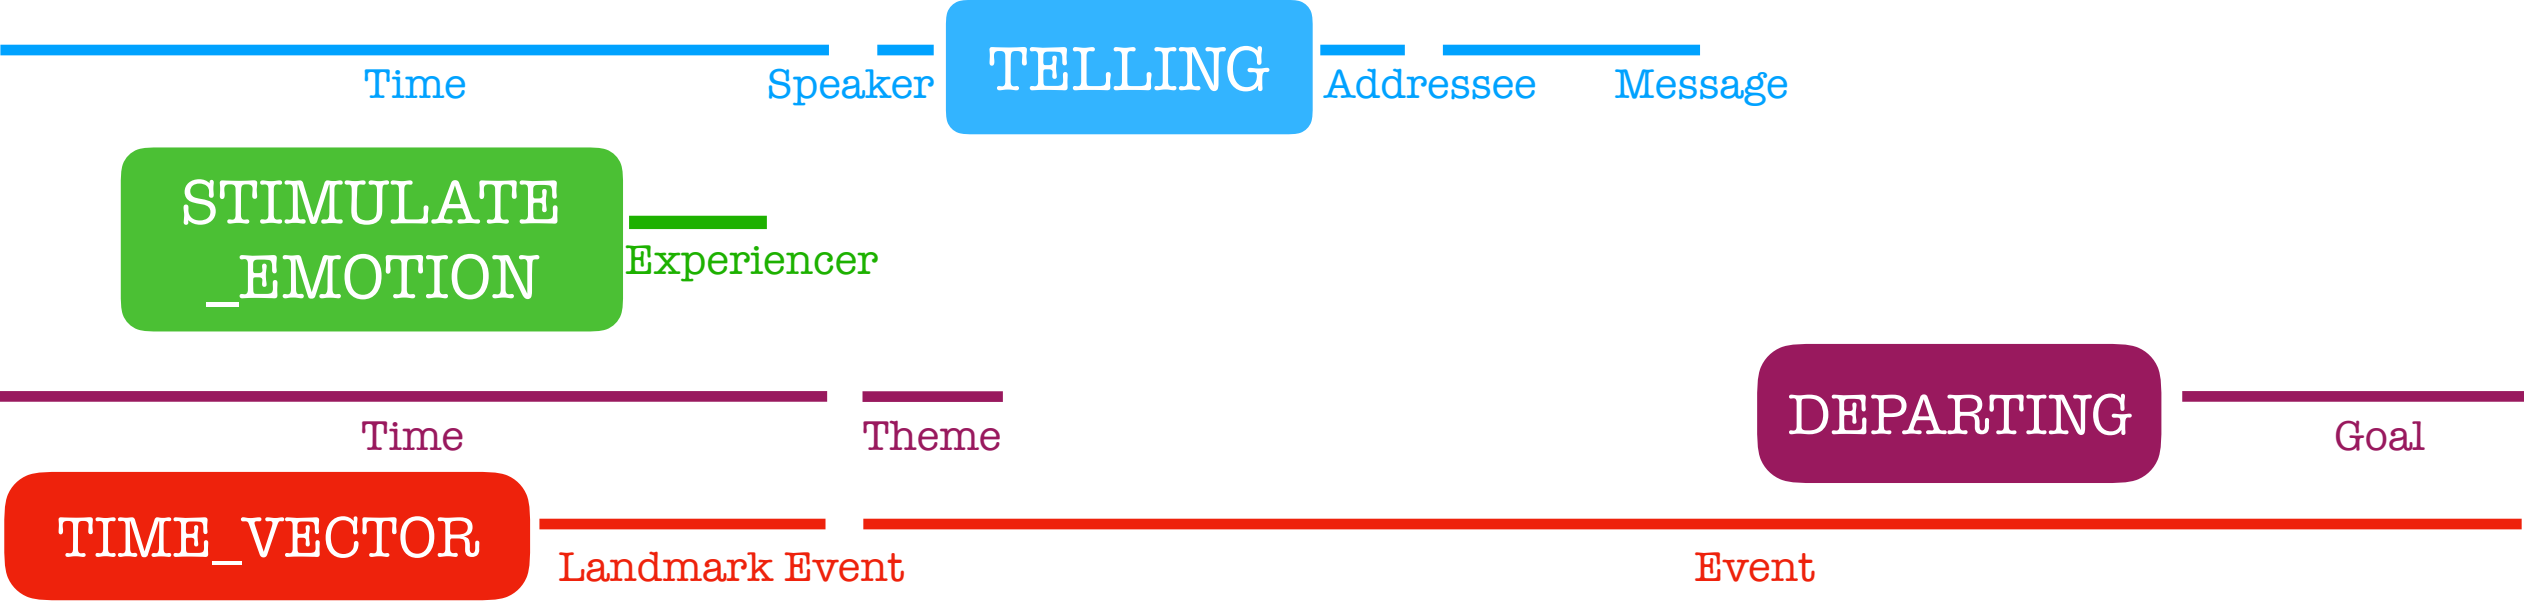 TELLING
Time Speaker Addressee Message
STIMULATE
_EMOTION
Experiencer
DEPARTING
Time Theme Goal
TIME_VECTOR
Landmark Event Event